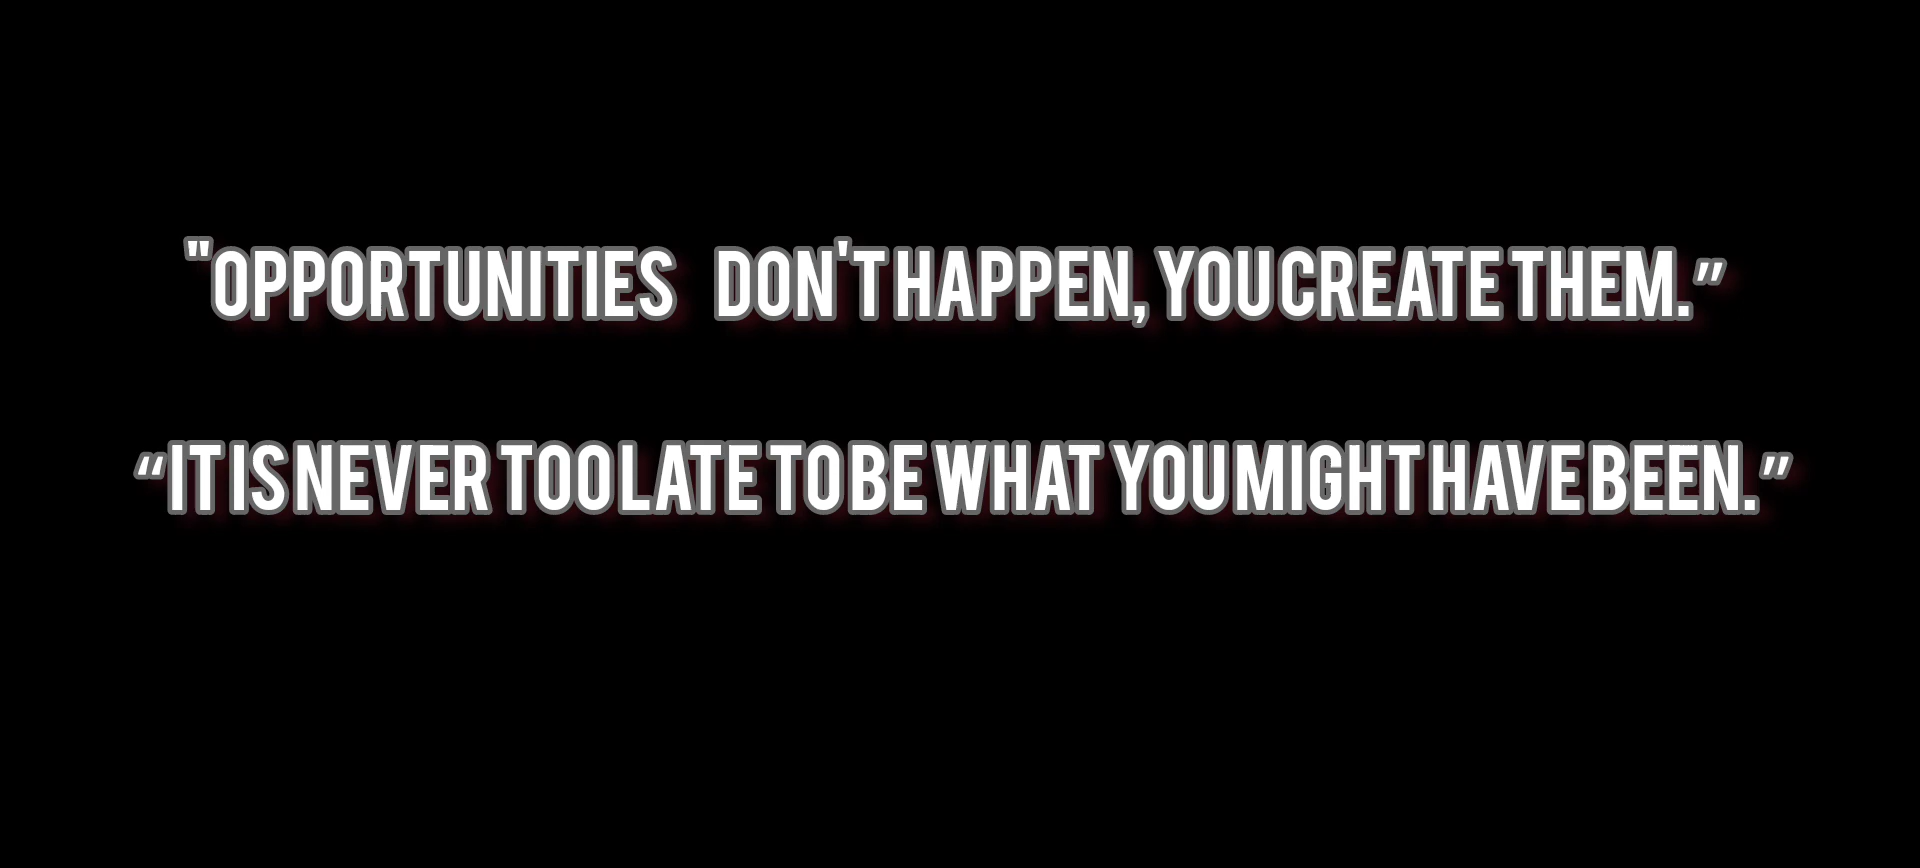 "OPPORTUNITIES DON'T HAPPEN, YOU CREATE THEM.”
“IT IS NEVER TOO LATE TO BE WHAT YOU MIGHT HAVE BEEN.”